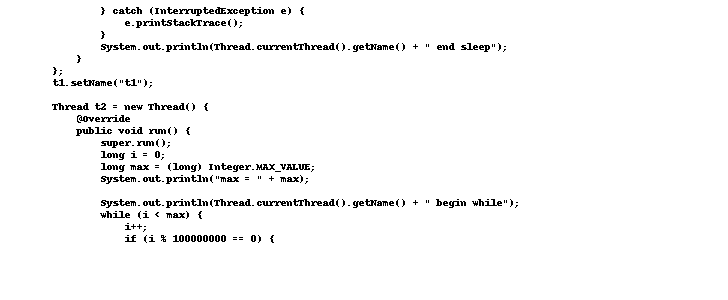 } catch (InterruptedException e) {
e.printStackTrace();
}
System.out.println(Thread.currentThread().getName() + " end sleep");
}
};
t1.setName("t1");
Thread t2 = new Thread() {
@Override
public void run() {
super.run();
long i = 0;
long max = (long) Integer.MAX_VALUE;
System.out.println("max = " + max);
System.out.println(Thread.currentThread().getName() + " begin while");
while (i < max) {
i++;
if (i % 100000000 == 0) {